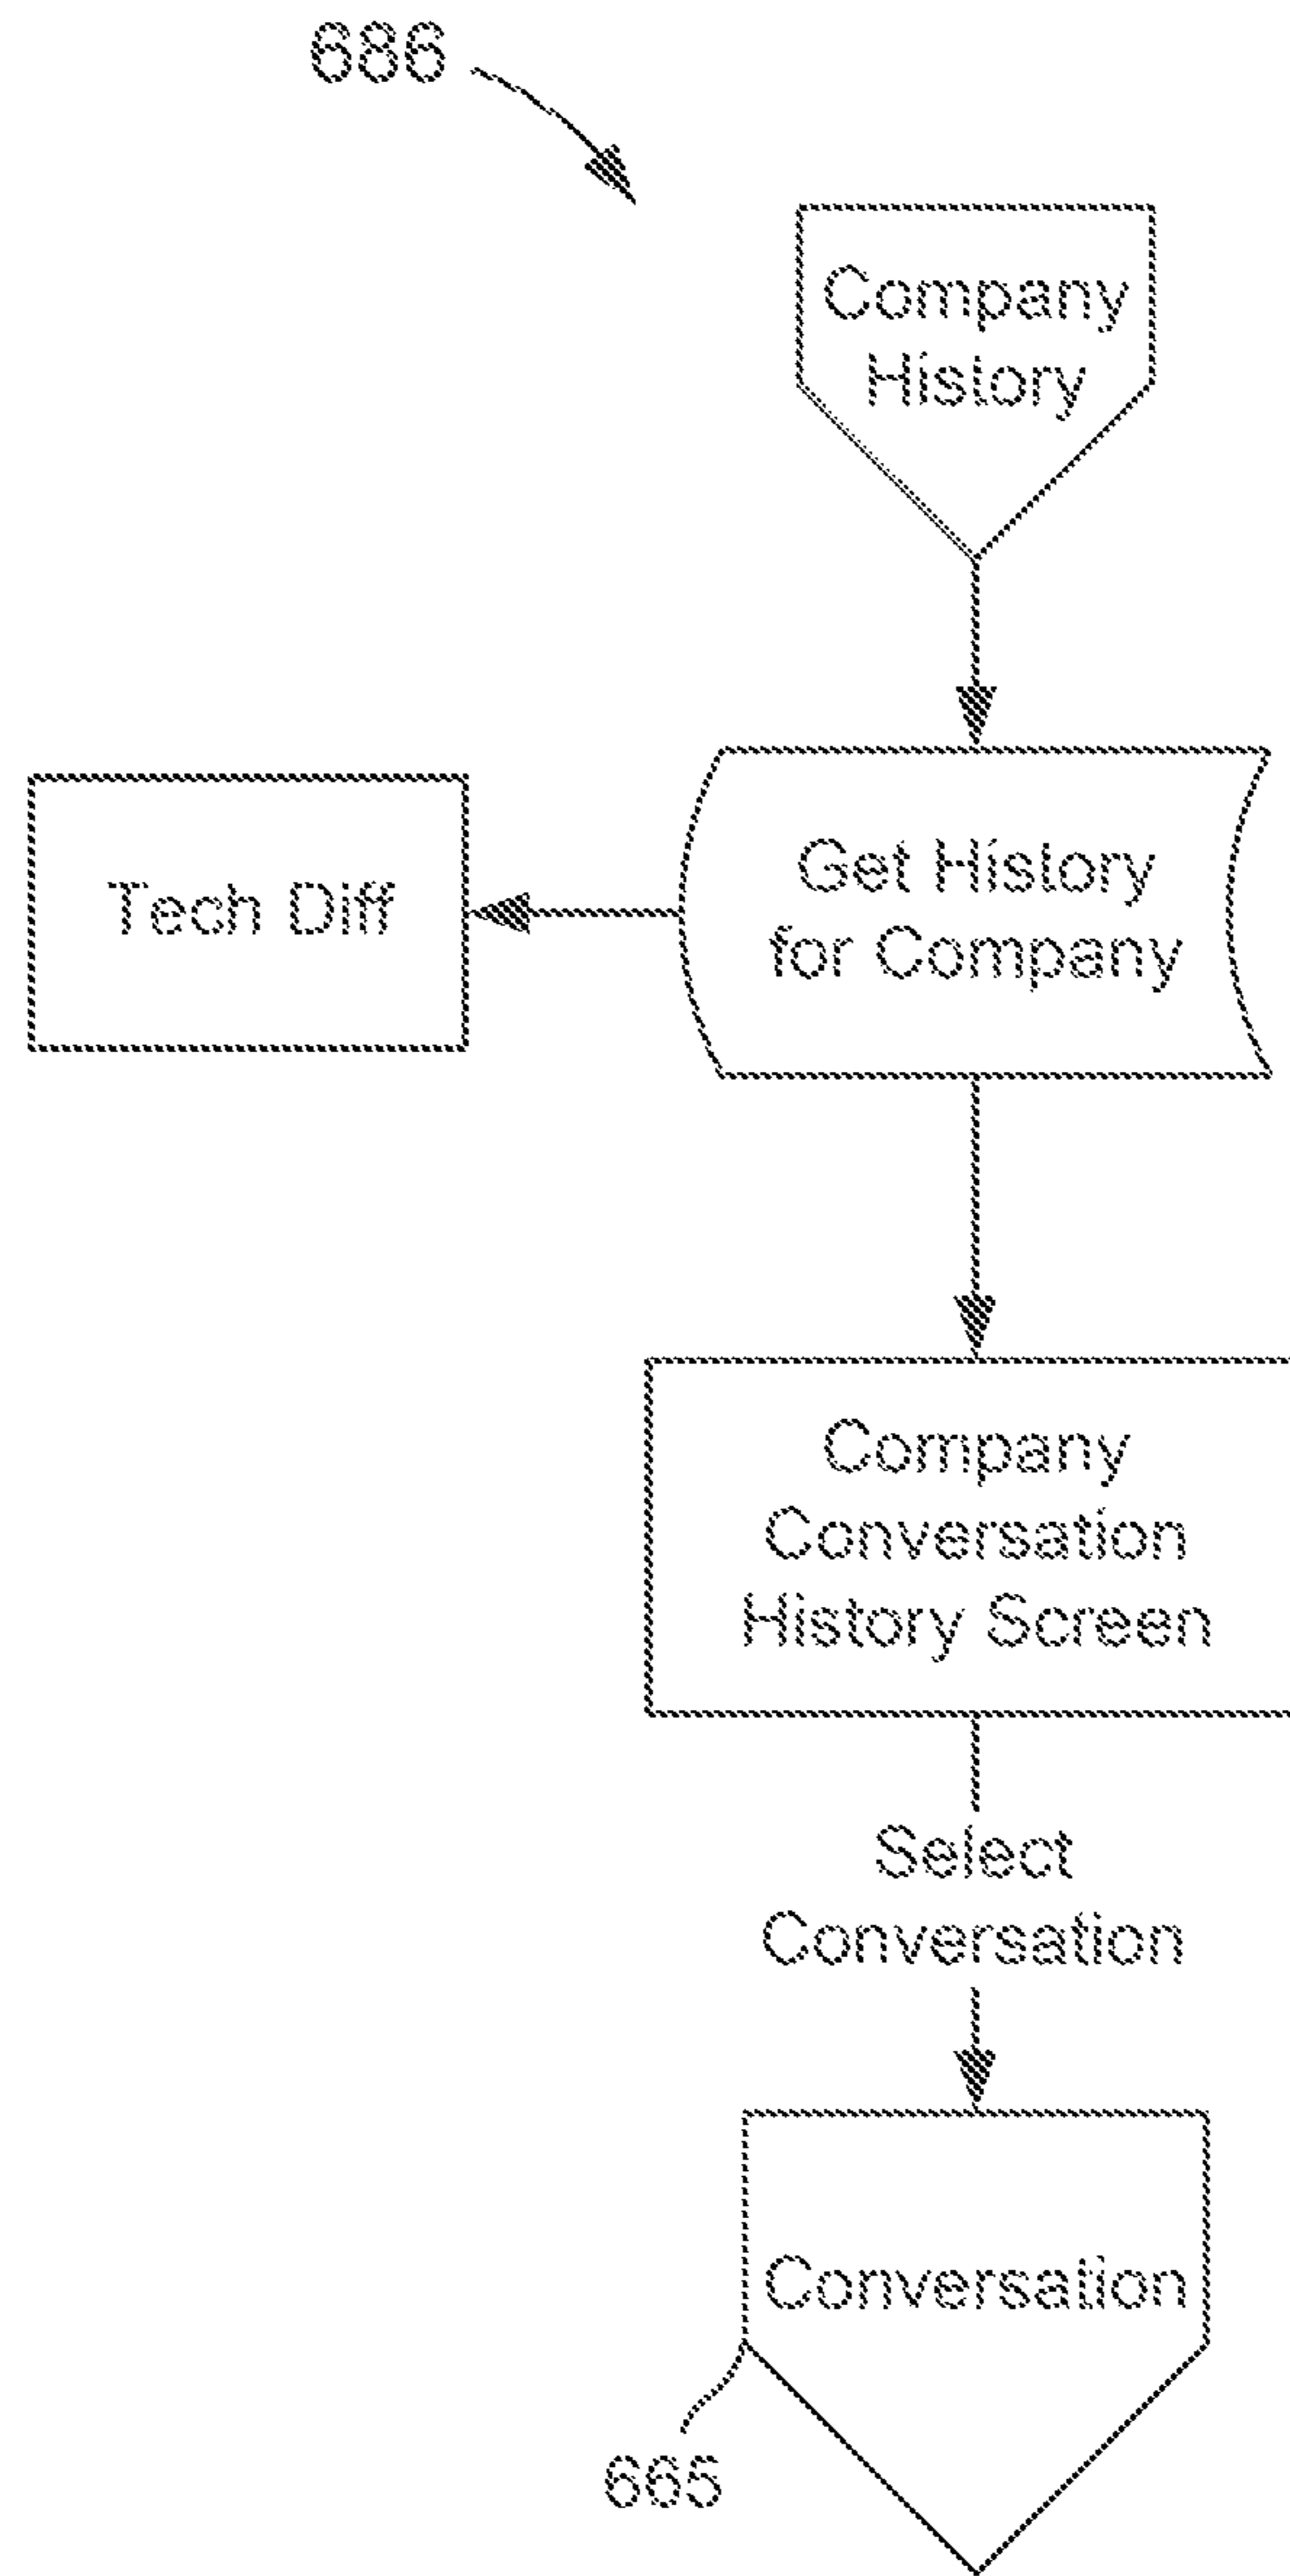 686
Company
History
Tech Diff
Get History
for Company
Company
Conversation
History Screen
Select
Conversation
Conversation
665